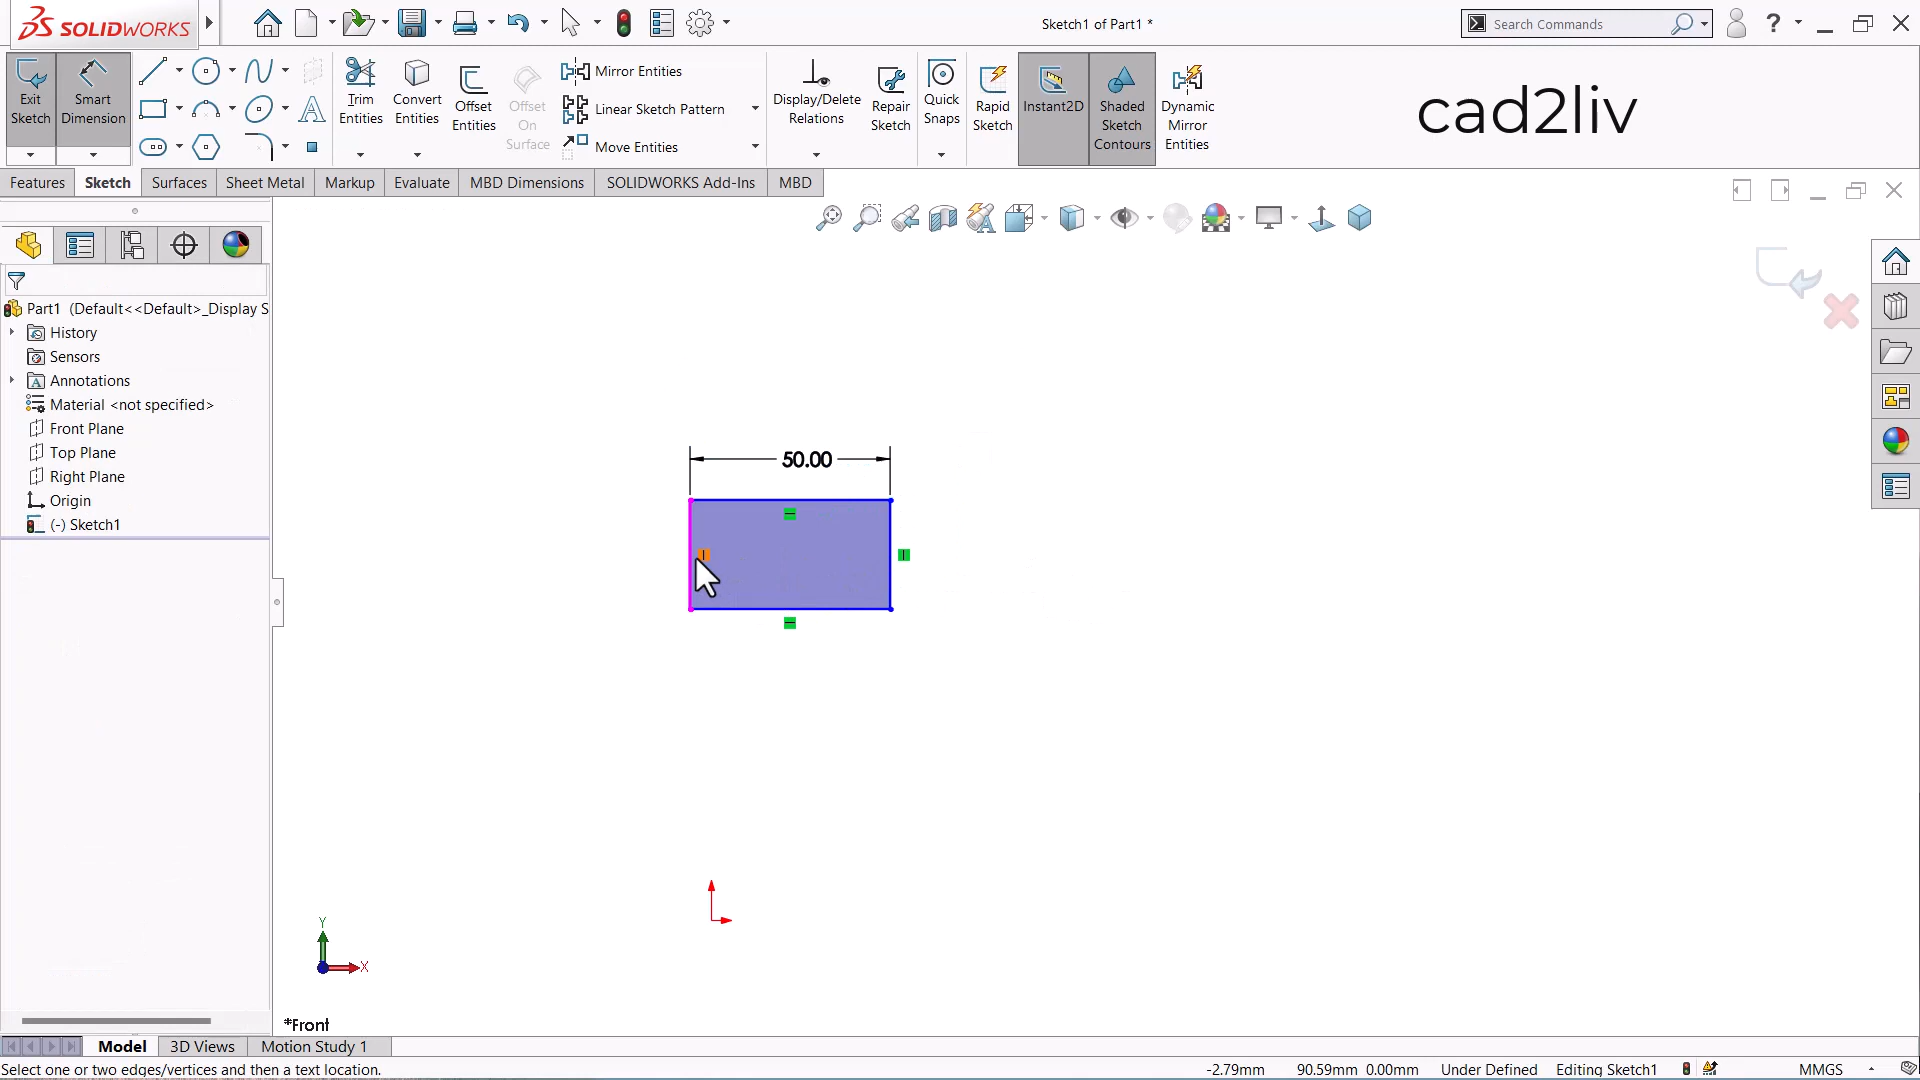 SOLIDWORKS
Sketch1 of Part1 *
Search Commands
?
Exit Sketch
Smart Dimension
Trim Entities
Convert Entities
Offset Entities
Offset On Surface
Mirror Entities
Linear Sketch Pattern
Move Entities
Display/Delete Relations
Repair Sketch
Quick Snaps
Rapid Sketch
Instant2D
Shaded Sketch Contours
Dynamic Mirror Entities
cad2liv
Features
Sketch
Surfaces
Sheet Metal
Markup
Evaluate
MBD Dimensions
SOLIDWORKS Add-Ins
MBD
Part1 (Default<<Default>_Display S
History
Sensors
Annotations
Material <not specified>
Front Plane
Top Plane
Right Plane
Origin
(-) Sketch1
50.00
Y
X
*Front
Model
3D Views
Motion Study 1
Select one or two edges/vertices and then a text location.
-2.79mm
90.59mm
0.00mm
Under Defined
Editing Sketch1
MMGS